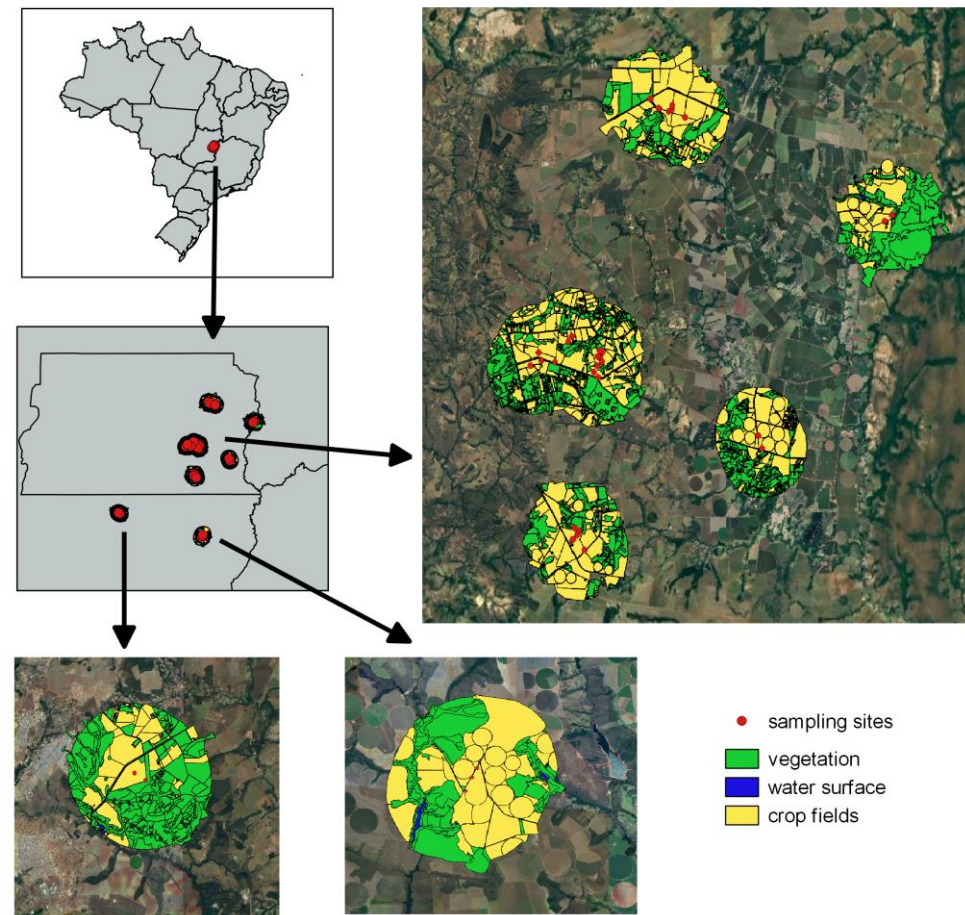 sampling sites
vegetation
water surface
crop fields